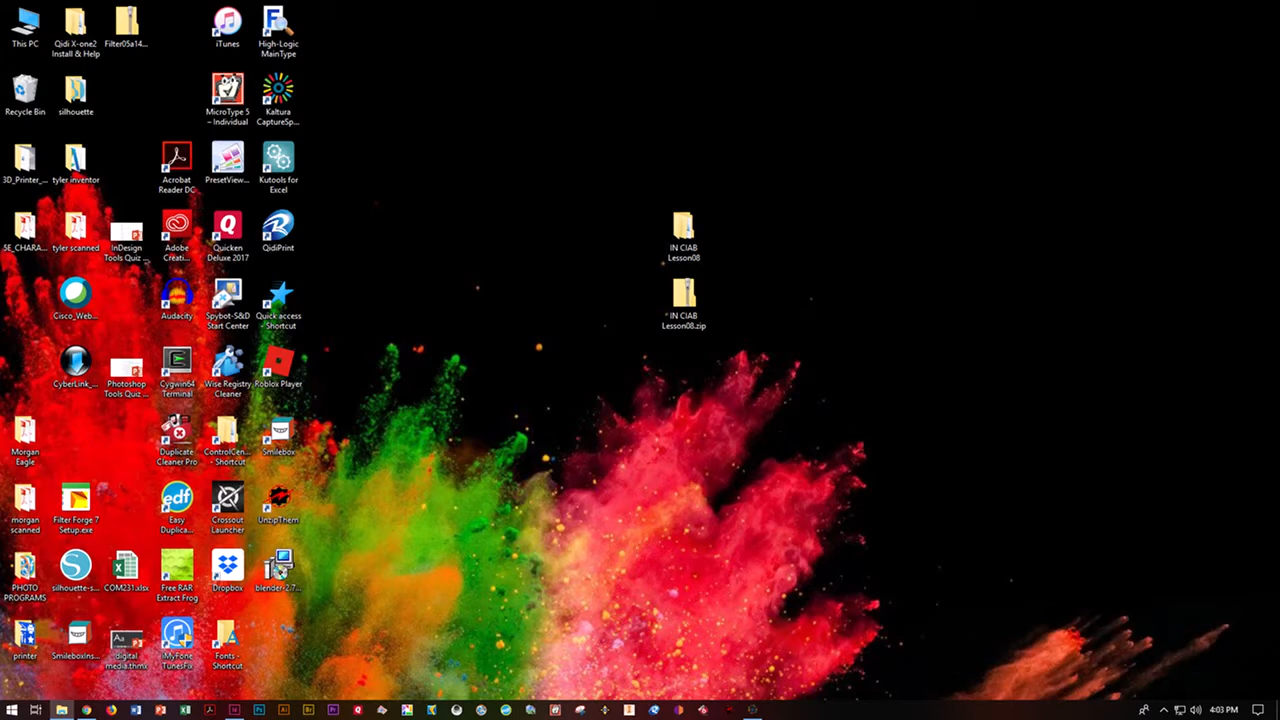 This PC
Qidi X-one2
Install & Help
Filter05a14...
iTunes
High-Logic
MainType
Recycle Bin
silhouette
MicroType 5
– Individual
Kaltura
CaptureSp...
3D_Printer_...
tyler inventor
Acrobat
Reader DC
PresetView...
Kutools for
Excel
5E_CHARA...
tyler scanned
InDesign
Tools Quiz ...
Adobe
Creati...
Quicken
Deluxe 2017
QidiPrint
IN CIAB
Lesson08
Cisco_Web...
Audacity
Spybot-S&D
Start Center
Quick access
- Shortcut
IN CIAB
Lesson08.zip
CyberLink_...
Photoshop
Tools Quiz ...
Cygwin64
Terminal
Wise Registry
Cleaner
Roblox Player
Morgan
Eagle
Duplicate
Cleaner Pro
ControlCen...
- Shortcut
Smilebox
morgan
scanned
Filter Forge 7
Setup.exe
edf
Easy
Duplica...
Crossout
Launcher
UnzipThem
PHOTO
PROGRAMS
silhouette-s...
COM231.xlsx
Free RAR
Extract Frog
Dropbox
blender-2.7...
printer
SmileboxIns...
Aa
digital
media.thmx
iMyFone
TunesFix
Fonts -
Shortcut
4:03 PM